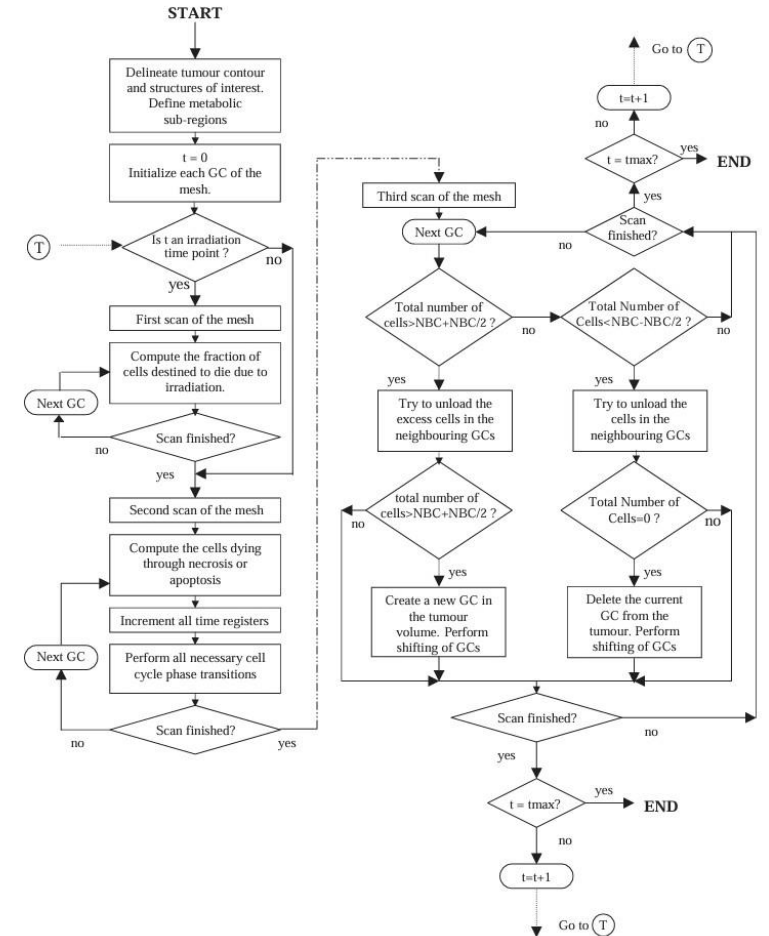 START
Delineate tumour contour
and structures of interest.
Define metabolic
sub-regions
t = 0
Initialize each GC of the
mesh.
T
Is t an irradiation
time point ?
no
yes
First scan of the mesh
Compute the fraction of
cells destined to die due to
irradiation.
Next GC
Scan finished?
no
yes
Second scan of the mesh
Compute the cells dying
through necrosis or
apoptosis
Increment all time registers
Next GC
Perform all necessary cell
cycle phase transitions
Scan finished?
no
yes
Go to T
t=t+1
no
t = tmax?
yes
END
yes
Third scan of the mesh
Next GC
Scan
finished?
no
Total number of
cells>NBC+NBC/2 ?
no
Total Number of
Cells<NBC-NBC/2 ?
no
yes
yes
Try to unload the
excess cells in the
neighbouring GCs
Try to unload the
cells in the
neighbouring GCs
total number of
cells>NBC+NBC/2 ?
no
Total Number of
Cells=0 ?
no
yes
yes
Create a new GC in
the tumour
volume. Perform
shifting of GCs
Delete the current
GC from the
tumour. Perform
shifting of GCs
Scan finished?
no
yes
t = tmax?
yes
END
no
t=t+1
Go to T